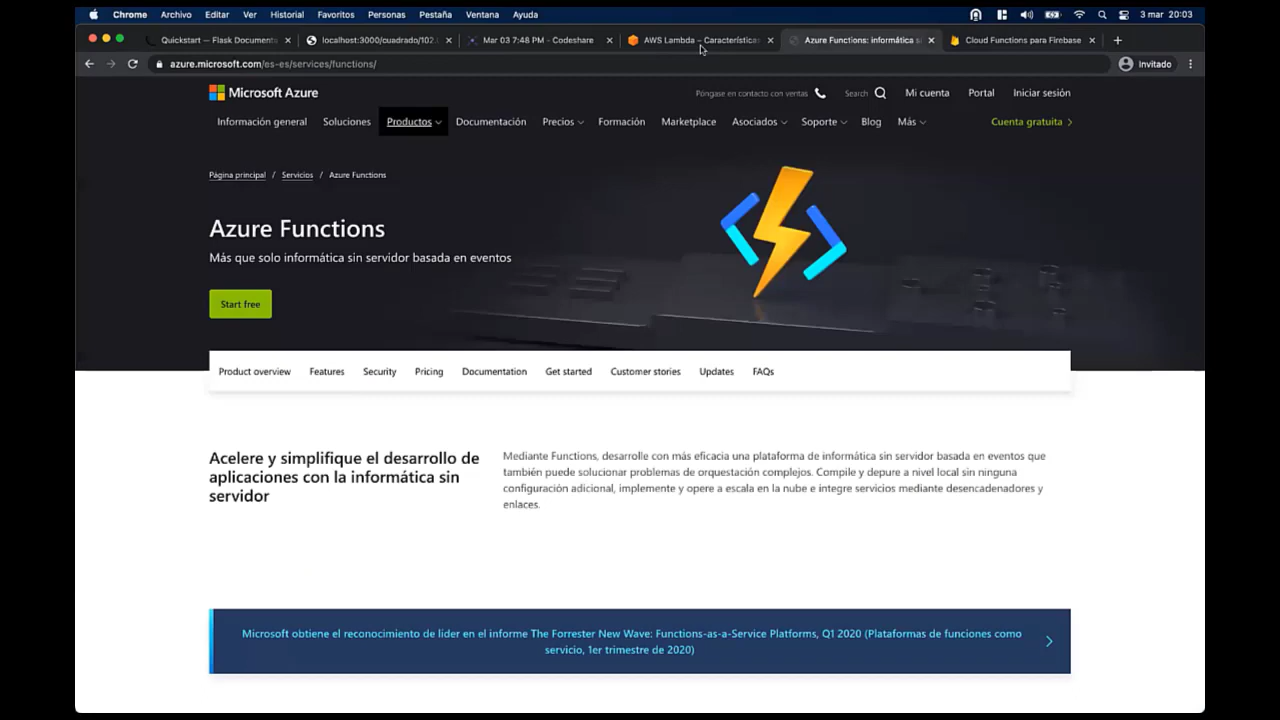 Chrome Archivo Editar Ver Historial Favoritos Personas Pestaña Ventana Ayuda 3 mar 20:03
Quickstart — Flask Documenta localhost:3000/cuadrado/102. Mar 03 7:48 PM - Codeshare AWS Lambda – Características Azure Functions: informática si Cloud Functions para Firebase
azure.microsoft.com/es-es/services/functions/ Invitado
Microsoft Azure Póngase en contacto con ventas Search Mi cuenta Portal Iniciar sesión
Información general Soluciones Productos Documentación Precios Formación Marketplace Asociados Soporte Blog Más Cuenta gratuita
Página principal / Servicios / Azure Functions
Azure Functions
Más que solo informática sin servidor basada en eventos
Start free
Product overview Features Security Pricing Documentation Get started Customer stories Updates FAQs
Acelere y simplifique el desarrollo de
aplicaciones con la informática sin
servidor
Mediante Functions, desarrolle con más eficacia una plataforma de informática sin servidor basada en eventos que
también puede solucionar problemas de orquestación complejos. Compile y depure a nivel local sin ninguna
configuración adicional, implemente y opere a escala en la nube e integre servicios mediante desencadenadores y
enlaces.
Microsoft obtiene el reconocimiento de líder en el informe The Forrester New Wave: Functions-as-a-Service Platforms, Q1 2020 (Plataformas de funciones como
servicio, 1er trimestre de 2020)